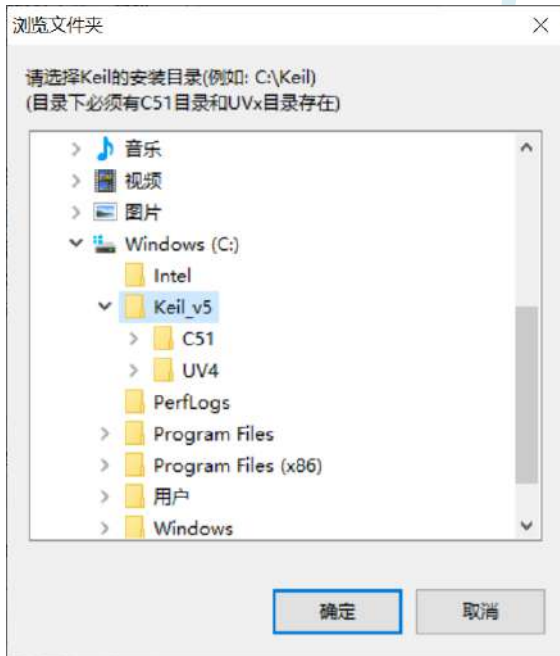 浏览文件夹
请选择Keil的安装目录(例如: C:\Keil)
(目录下必须有C51目录和UVx目录存在)
音乐
视频
图片
Windows (C:)
Intel
Keil_v5
C51
UV4
PerfLogs
Program Files
Program Files (x86)
用户
Windows
确定 取消